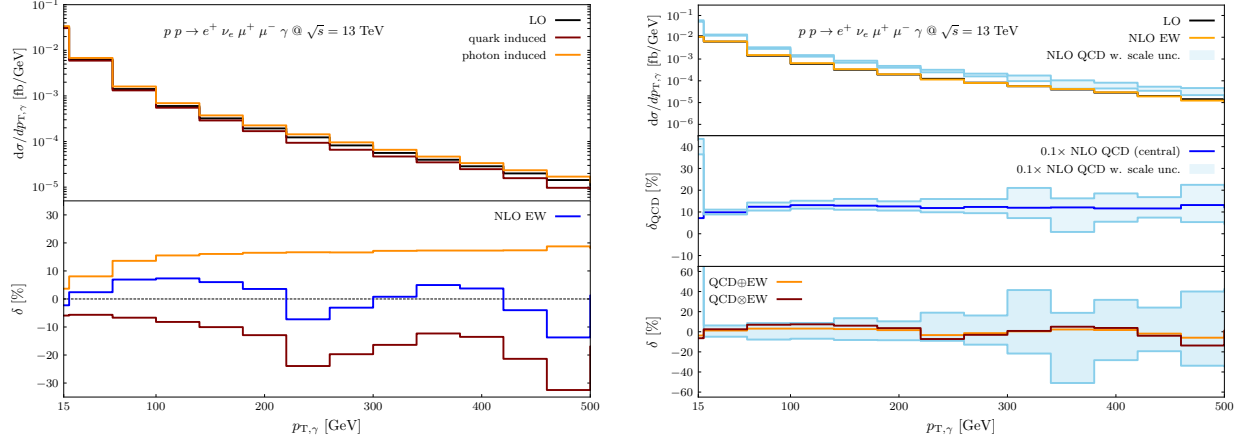 p p → e⁺ ν_e μ⁺ μ⁻ γ @ √s = 13 TeV
LO
quark induced
photon induced
dσ/dp_{T,γ} [fb/GeV]
10⁻¹
10⁻²
10⁻³
10⁻⁴
10⁻⁵
NLO EW
δ [%]
30
20
10
0
−10
−20
−30
15 100 200 300 400 500
p_{T,γ} [GeV]
p p → e⁺ ν_e μ⁺ μ⁻ γ @ √s = 13 TeV
LO
NLO EW
NLO QCD w. scale unc.
dσ/dp_{T,γ} [fb/GeV]
10⁻¹
10⁻²
10⁻³
10⁻⁴
10⁻⁵
10⁻⁶
0.1× NLO QCD (central)
0.1× NLO QCD w. scale unc.
δ_QCD [%]
40
30
20
10
0
−10
QCD⊕EW
QCD⊗EW
δ [%]
60
40
20
0
−20
−40
−60
15 100 200 300 400 500
p_{T,γ} [GeV]